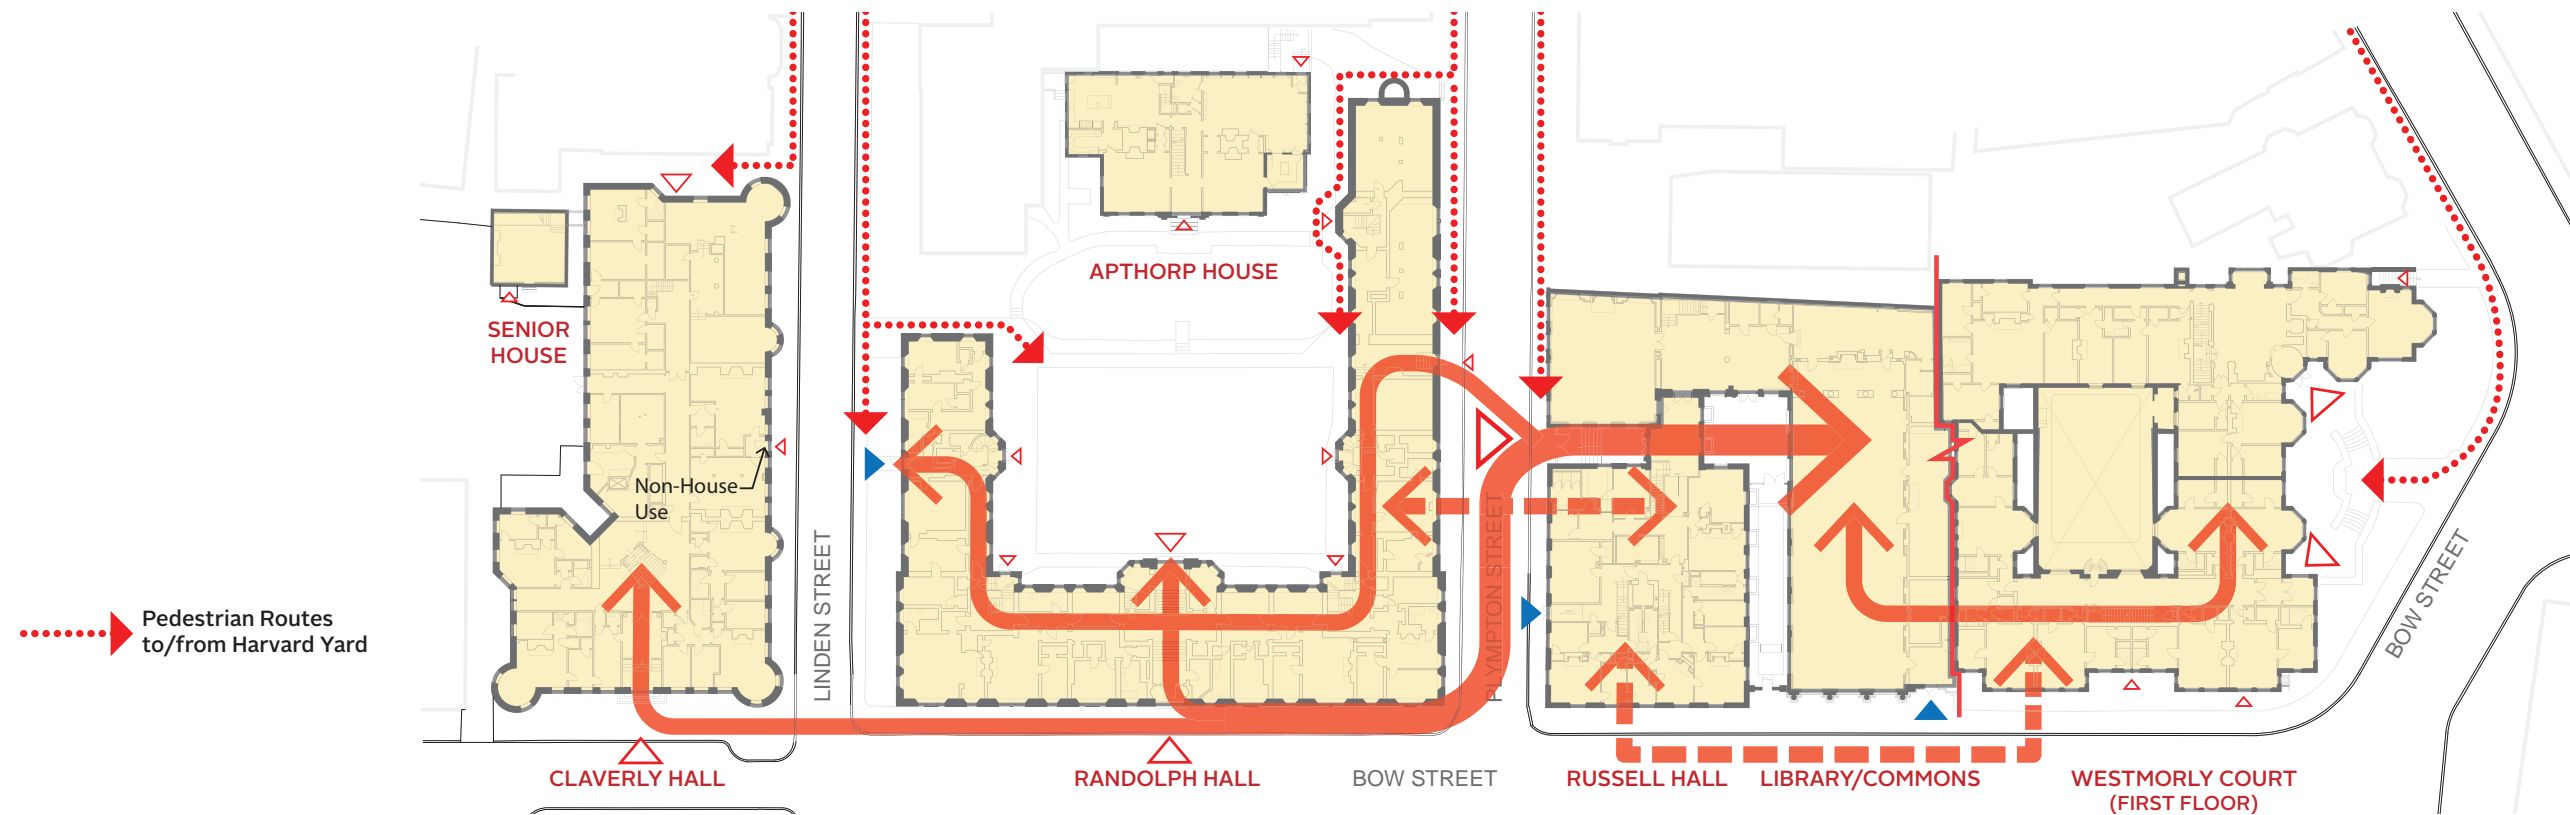 APTHORP HOUSE
SENIOR
HOUSE
Non-House
Use
LINDEN STREET
PLYMPTON STREET
BOW STREET
Pedestrian Routes
to/from Harvard Yard
CLAVERLY HALL
RANDOLPH HALL
BOW STREET
RUSSELL HALL
LIBRARY/COMMONS
WESTMORLY COURT
(FIRST FLOOR)